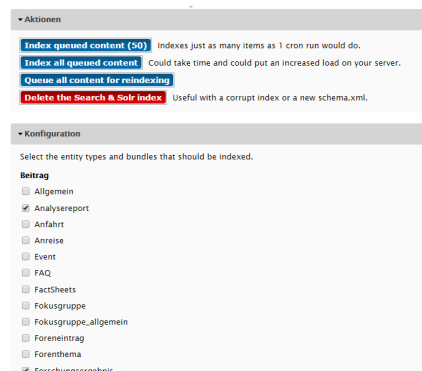 Aktionen
Index queued content (50) Indexes just as many items as 1 cron run would do.
Index all queued content Could take time and could put an increased load on your server.
Queue all content for reindexing
Delete the Search & Solr index Useful with a corrupt index or a new schema.xml.
Konfiguration
Select the entity types and bundles that should be indexed.
Beitrag
Allgemein
Analysereport
Anfahrt
Anreise
Event
FAQ
FactSheets
Fokusgruppe
Fokusgruppe_allgemein
Foreneintrag
Forenthema
Forschungsergebnis